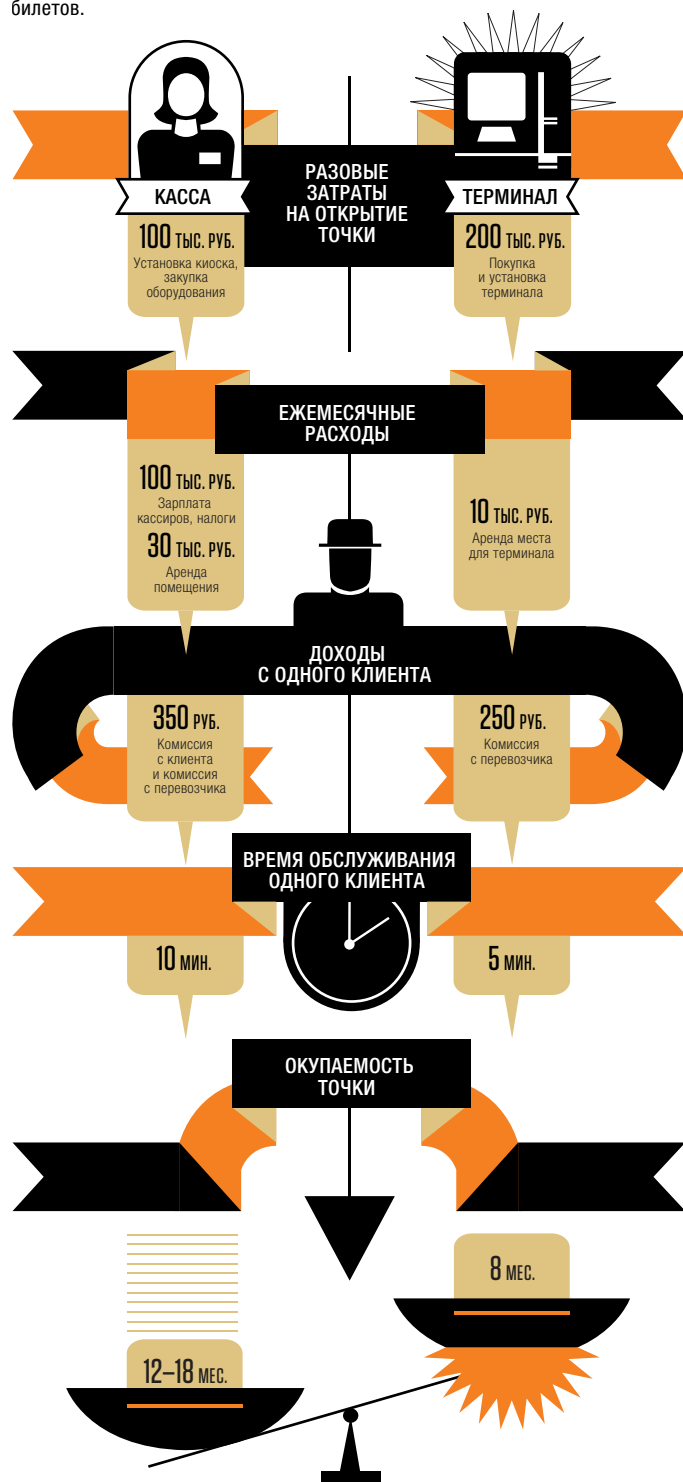 билетов.
КАССА
РАЗОВЫЕ
ЗАТРАТЫ
НА ОТКРЫТИЕ
ТОЧКИ
ТЕРМИНАЛ
100 ТЫС. РУБ.
Установка киоска,
закупка
оборудования
200 ТЫС. РУБ.
Покупка
и установка
терминала
ЕЖЕМЕСЯЧНЫЕ
РАСХОДЫ
100 ТЫС. РУБ.
Зарплата
кассиров, налоги
30 ТЫС. РУБ.
Аренда
помещения
10 ТЫС. РУБ.
Аренда места
для терминала
ДОХОДЫ
С ОДНОГО КЛИЕНТА
350 РУБ.
Комиссия
с клиента
и комиссия
с перевозчика
250 РУБ.
Комиссия
с перевозчика
ВРЕМЯ ОБСЛУЖИВАНИЯ
ОДНОГО КЛИЕНТА
10 МИН.
5 МИН.
ОКУПАЕМОСТЬ
ТОЧКИ
12–18 МЕС.
8 МЕС.